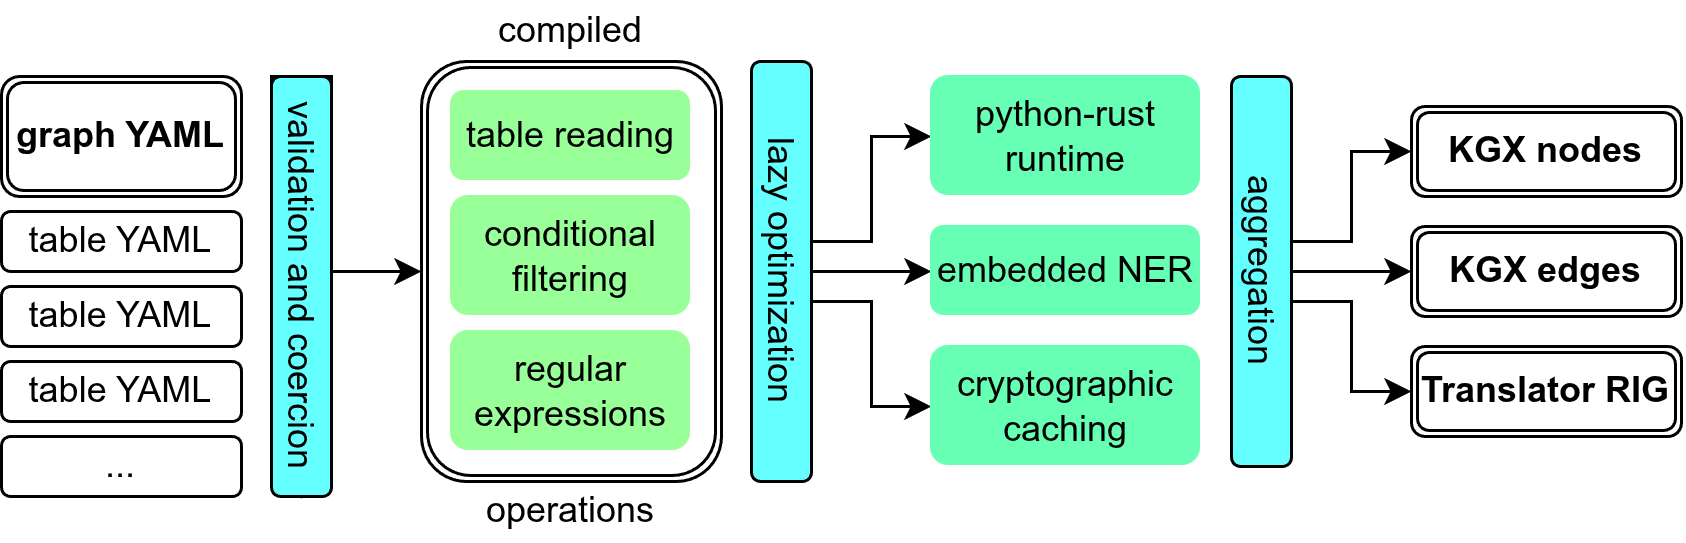 graph YAML
table YAML
table YAML
table YAML
...
validation and coercion
compiled
table reading
conditional
filtering
regular
expressions
operations
lazy optimization
python-rust
runtime
embedded NER
cryptographic
caching
aggregation
KGX nodes
KGX edges
Translator RIG